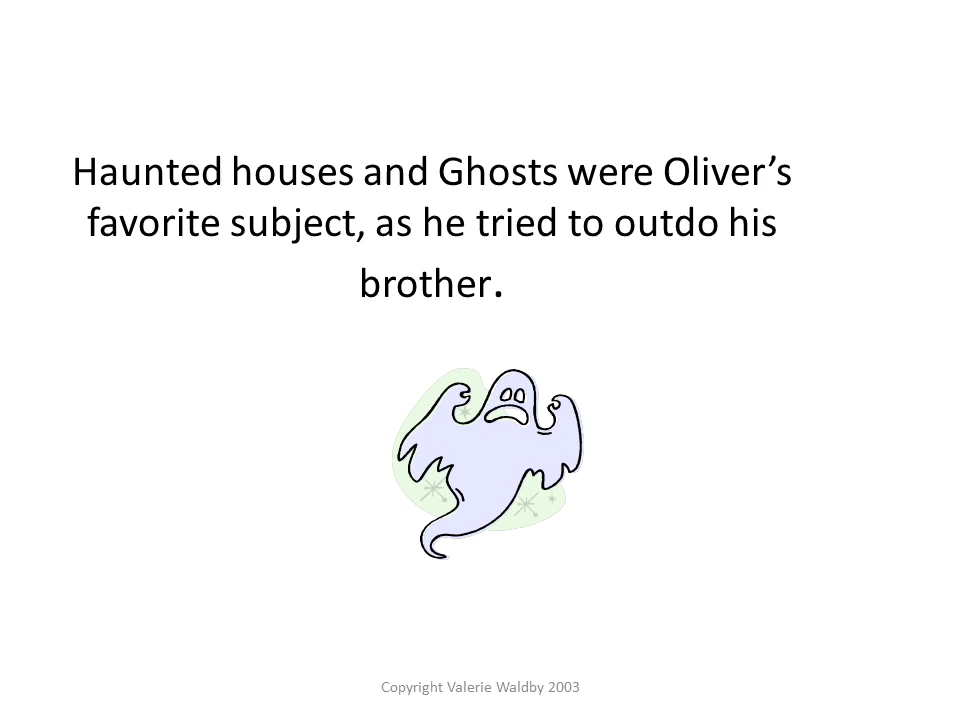 Haunted houses and Ghosts were Oliver’s
favorite subject, as he tried to outdo his
brother.
Copyright Valerie Waldby 2003